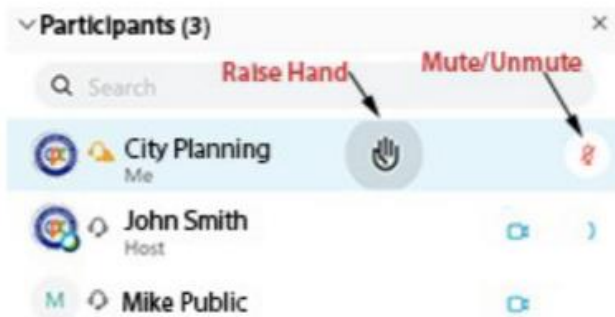 Participants (3)
Raise Hand
Mute/Unmute
Search
City Planning
Me
John Smith
Host
M Mike Public